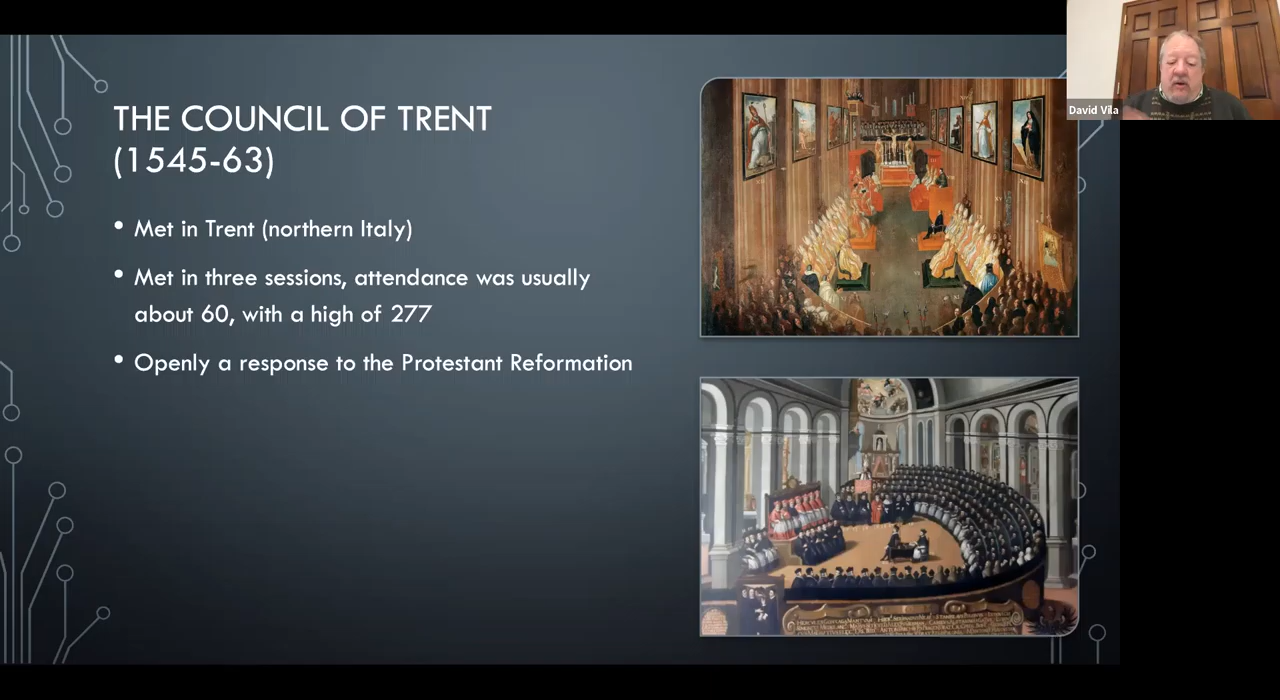 THE COUNCIL OF TRENT
(1545-63)
• Met in Trent (northern Italy)
• Met in three sessions, attendance was usually
about 60, with a high of 277
• Openly a response to the Protestant Reformation
David Vila